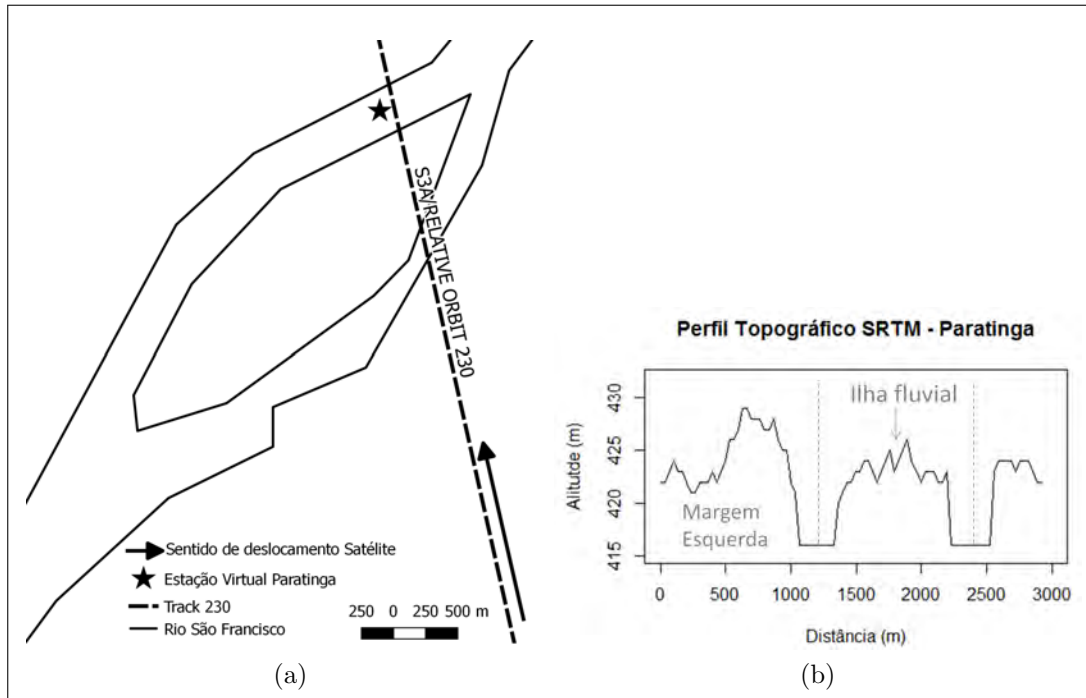 S3A/RELATIVE ORBIT 230
Sentido de deslocamento Satélite
Estação Virtual Paratinga
Track 230
Rio São Francisco
250 0 250 500 m
(a)
Perfil Topográfico SRTM - Paratinga
Ilha fluvial
Margem
Esquerda
Alitutde (m)
430
425
420
415
0 500 1000 1500 2000 2500 3000
Distância (m)
(b)